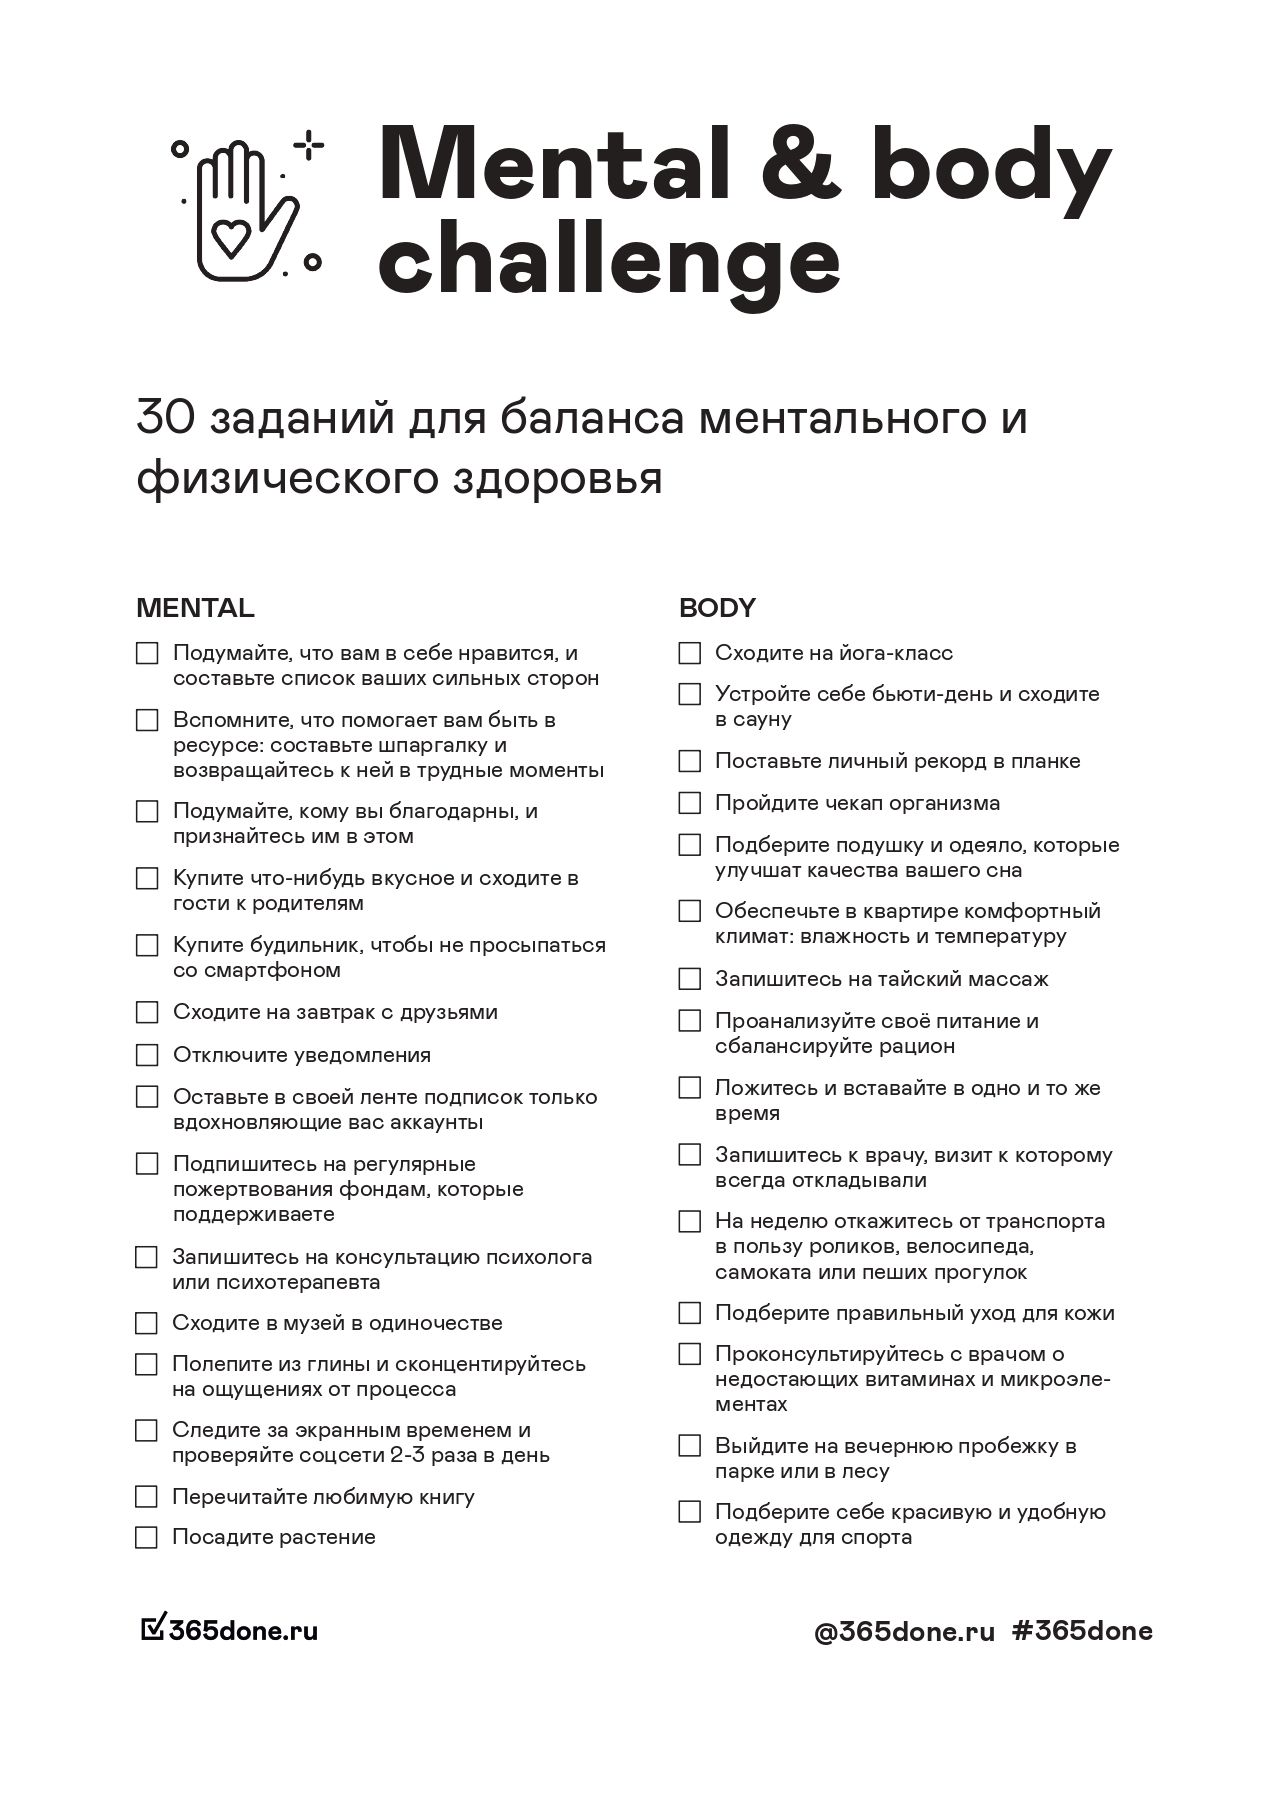 Mental & body
challenge
30 заданий для баланса ментального и
физического здоровья
MENTAL
Подумайте, что вам в себе нравится, и
составьте список ваших сильных сторон
Вспомните, что помогает вам быть в
ресурсе: составьте шпаргалку и
возвращайтесь к ней в трудные моменты
Подумайте, кому вы благодарны, и
признайтесь им в этом
Купите что-нибудь вкусное и сходите в
гости к родителям
Купите будильник, чтобы не просыпаться
со смартфоном
Сходите на завтрак с друзьями
Отключите уведомления
Оставьте в своей ленте подписок только
вдохновляющие вас аккаунты
Подпишитесь на регулярные
пожертвования фондам, которые
поддерживаете
Запишитесь на консультацию психолога
или психотерапевта
Сходите в музей в одиночестве
Полепите из глины и сконцентируйтесь
на ощущениях от процесса
Следите за экранным временем и
проверяйте соцсети 2-3 раза в день
Перечитайте любимую книгу
Посадите растение
BODY
Сходите на йога-класс
Устройте себе бьюти-день и сходите
в сауну
Поставьте личный рекорд в планке
Пройдите чекап организма
Подберите подушку и одеяло, которые
улучшат качества вашего сна
Обеспечьте в квартире комфортный
климат: влажность и температуру
Запишитесь на тайский массаж
Проанализуйте своё питание и
сбалансируйте рацион
Ложитесь и вставайте в одно и то же
время
Запишитесь к врачу, визит к которому
всегда откладывали
На неделю откажитесь от транспорта
в пользу роликов, велосипеда,
самоката или пеших прогулок
Подберите правильный уход для кожи
Проконсультируйтесь с врачом о
недостающих витаминах и микроэле-
ментах
Выйдите на вечернюю пробежку в
парке или в лесу
Подберите себе красивую и удобную
одежду для спорта
365done.ru
@365done.ru #365done